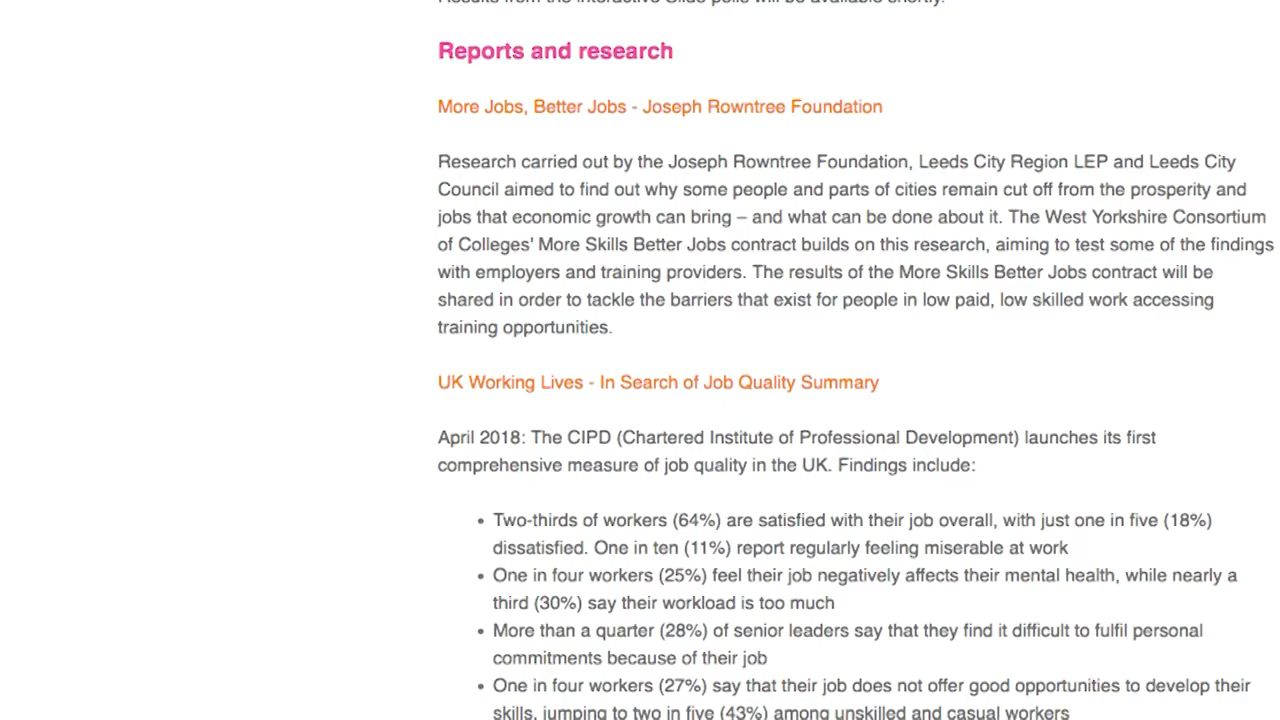 Results from the interactive Slido polls will be available shortly.
Reports and research
More Jobs, Better Jobs - Joseph Rowntree Foundation
Research carried out by the Joseph Rowntree Foundation, Leeds City Region LEP and Leeds City
Council aimed to find out why some people and parts of cities remain cut off from the prosperity and
jobs that economic growth can bring – and what can be done about it. The West Yorkshire Consortium
of Colleges' More Skills Better Jobs contract builds on this research, aiming to test some of the findings
with employers and training providers. The results of the More Skills Better Jobs contract will be
shared in order to tackle the barriers that exist for people in low paid, low skilled work accessing
training opportunities.
UK Working Lives - In Search of Job Quality Summary
April 2018: The CIPD (Chartered Institute of Professional Development) launches its first
comprehensive measure of job quality in the UK. Findings include:
• Two-thirds of workers (64%) are satisfied with their job overall, with just one in five (18%)
dissatisfied. One in ten (11%) report regularly feeling miserable at work
• One in four workers (25%) feel their job negatively affects their mental health, while nearly a
third (30%) say their workload is too much
• More than a quarter (28%) of senior leaders say that they find it difficult to fulfil personal
commitments because of their job
• One in four workers (27%) say that their job does not offer good opportunities to develop their
skills, jumping to two in five (43%) among unskilled and casual workers